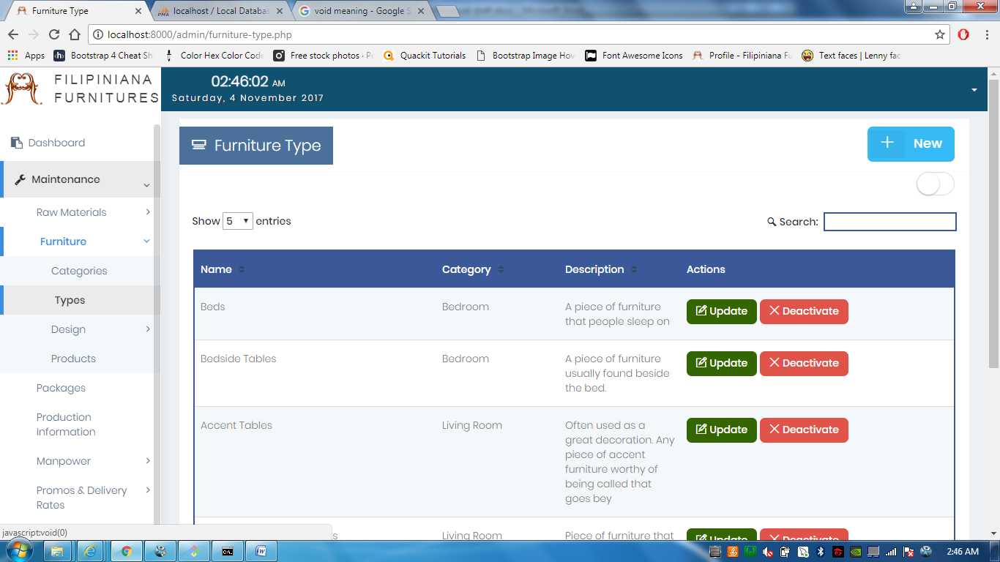 Furniture Type
localhost / Local Databas
void meaning - Google S
localhost:8000/admin/furniture-type.php
Apps
Bootstrap 4 Cheat Sh
Color Hex Color Code
Free stock photos · Pe
Quackit Tutorials
Bootstrap Image Hov
Font Awesome Icons
Profile - Filipiniana Fu
Text faces | Lenny fac
FILIPINIANA
FURNITURES
02:46:02 AM
Saturday, 4 November 2017
Dashboard
Maintenance
Raw Materials
Furniture
Categories
Types
Design
Products
Packages
Production
Information
Manpower
Promos & Delivery
Rates
Furniture Type
New
Show 5 entries
Search:
Name Category Description Actions
Beds Bedroom A piece of furniture
that people sleep on
Update Deactivate
Bedside Tables Bedroom A piece of furniture
usually found beside
the bed.
Update Deactivate
Accent Tables Living Room Often used as a
great decoration. Any
piece of accent
furniture worthy of
being called that
goes bey
Update Deactivate
s Living Room Piece of furniture that
Update Deactivate
javascript:void(0)
2:46 AM